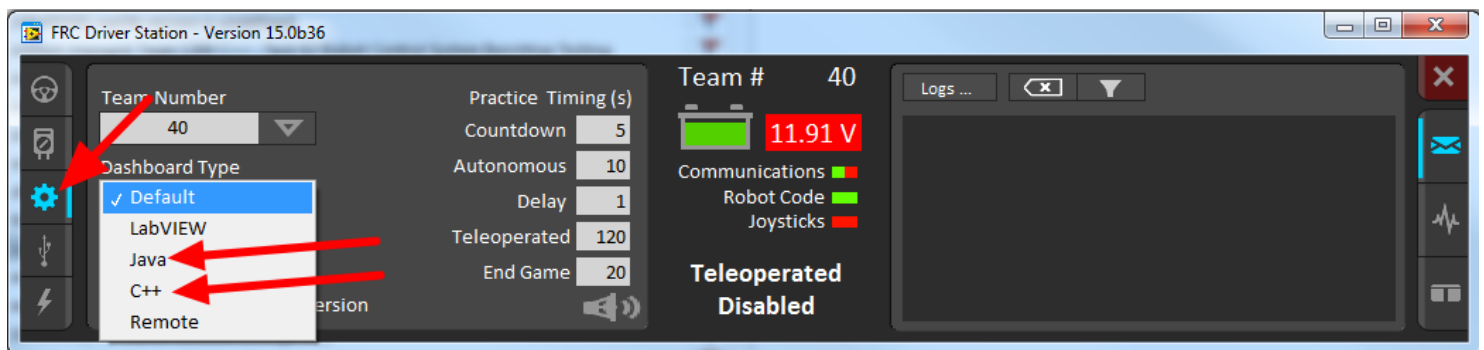 FRC Driver Station - Version 15.0b36
Team Number
40
Dashboard Type
✓ Default
LabVIEW
Java
C++
Remote
ersion
Practice Timing (s)
Countdown 5
Autonomous 10
Delay 1
Teleoperated 120
End Game 20
Team # 40
11.91 V
Communications
Robot Code
Joysticks
Teleoperated
Disabled
Logs ...